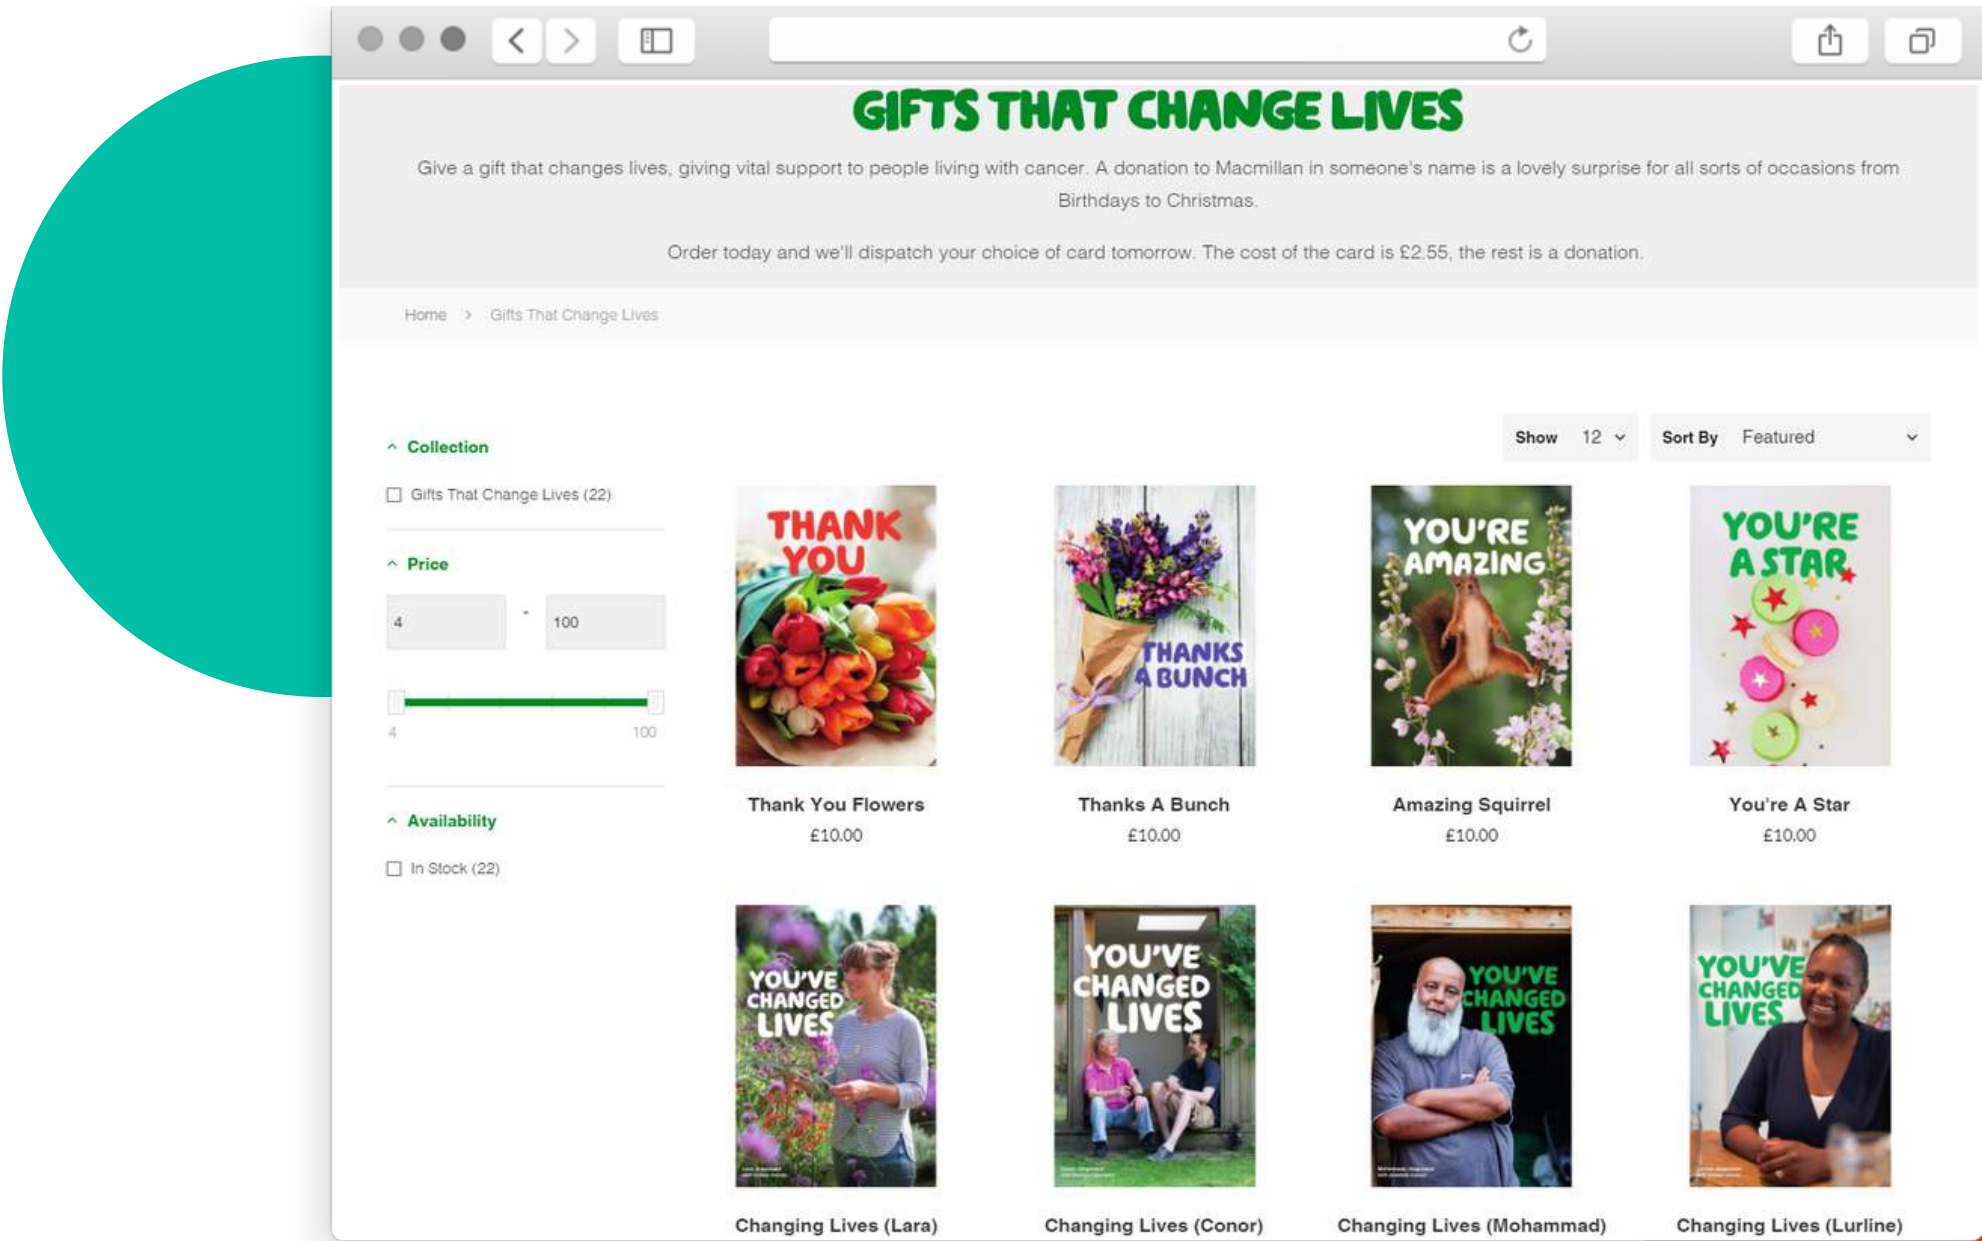 GIFTS THAT CHANGE LIVES
Give a gift that changes lives, giving vital support to people living with cancer. A donation to Macmillan in someone's name is a lovely surprise for all sorts of occasions from
Birthdays to Christmas.
Order today and we'll dispatch your choice of card tomorrow. The cost of the card is £2.55, the rest is a donation.
Home > Gifts That Change Lives
Show 12 Sort By Featured
Collection
Gifts That Change Lives (22)
Price
4 - 100
4 100
Availability
In Stock (22)
THANK
YOU
THANKS
A BUNCH
YOU'RE
AMAZING
YOU'RE
A STAR
Thank You Flowers
£10.00
Thanks A Bunch
£10.00
Amazing Squirrel
£10.00
You're A Star
£10.00
YOU'VE
CHANGED
LIVES
YOU'VE
CHANGED
LIVES
YOU'VE
CHANGED
LIVES
YOU'VE
CHANGED
LIVES
Changing Lives (Lara)
Changing Lives (Conor)
Changing Lives (Mohammad)
Changing Lives (Lurline)